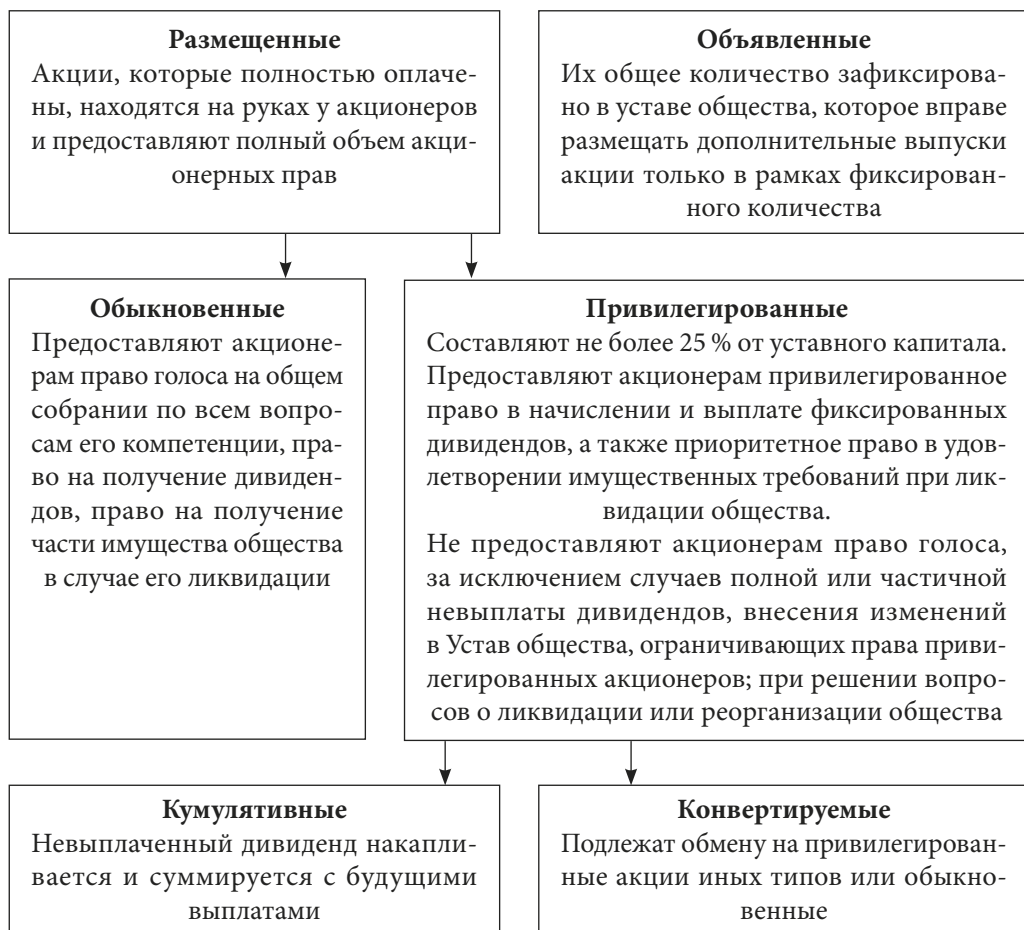 Размещенные
Акции, которые полностью оплаче-
ны, находятся на руках у акционеров
и предоставляют полный объем акци-
онерных прав
Объявленные
Их общее количество зафиксирова-
но в уставе общества, которое вправе
размещать дополнительные выпуски
акции только в рамках фиксирован-
ного количества
Обыкновенные
Предоставляют акционе-
рам право голоса на общем
собрании по всем вопро-
сам его компетенции, пра-
во на получение дивиден-
дов, право на получение
части имущества общества
в случае его ликвидации
Привилегированные
Составляют не более 25 % от уставного капитала.
Предоставляют акционерам привилегированное
право в начислении и выплате фиксированных
дивидендов, а также приоритетное право в удов-
летворении имущественных требований при лик-
видации общества.
Не предоставляют акционерам право голоса,
за исключением случаев полной или частичной
невыплаты дивидендов, внесения изменений
в Устав общества, ограничивающих права приви-
легированных акционеров; при решении вопро-
сов о ликвидации или реорганизации общества
Кумулятивные
Невыплаченный дивиденд накапли-
вается и суммируется с будущими
выплатами
Конвертируемые
Подлежат обмену на привилегирован-
ные акции иных типов или обыкно-
венные